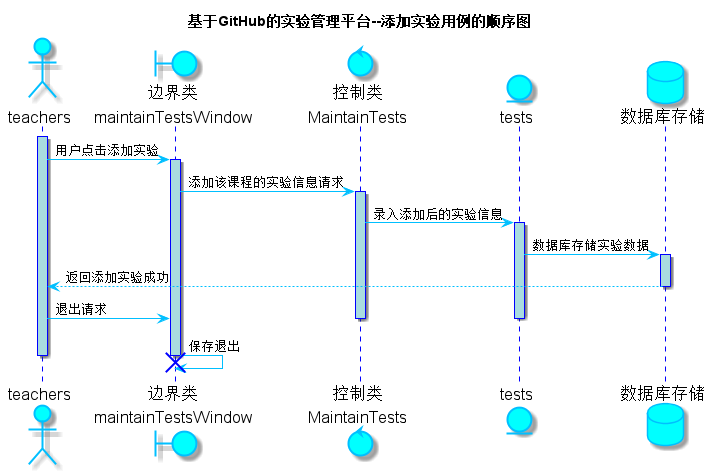 基于GitHub的实验管理平台--添加实验用例的顺序图
teachers
边界类
maintainTestsWindow
控制类
MaintainTests
tests
数据库存储
用户点击添加实验
添加该课程的实验信息请求
录入添加后的实验信息
数据库存储实验数据
返回添加实验成功
退出请求
保存退出
teachers
边界类
maintainTestsWindow
控制类
MaintainTests
tests
数据库存储